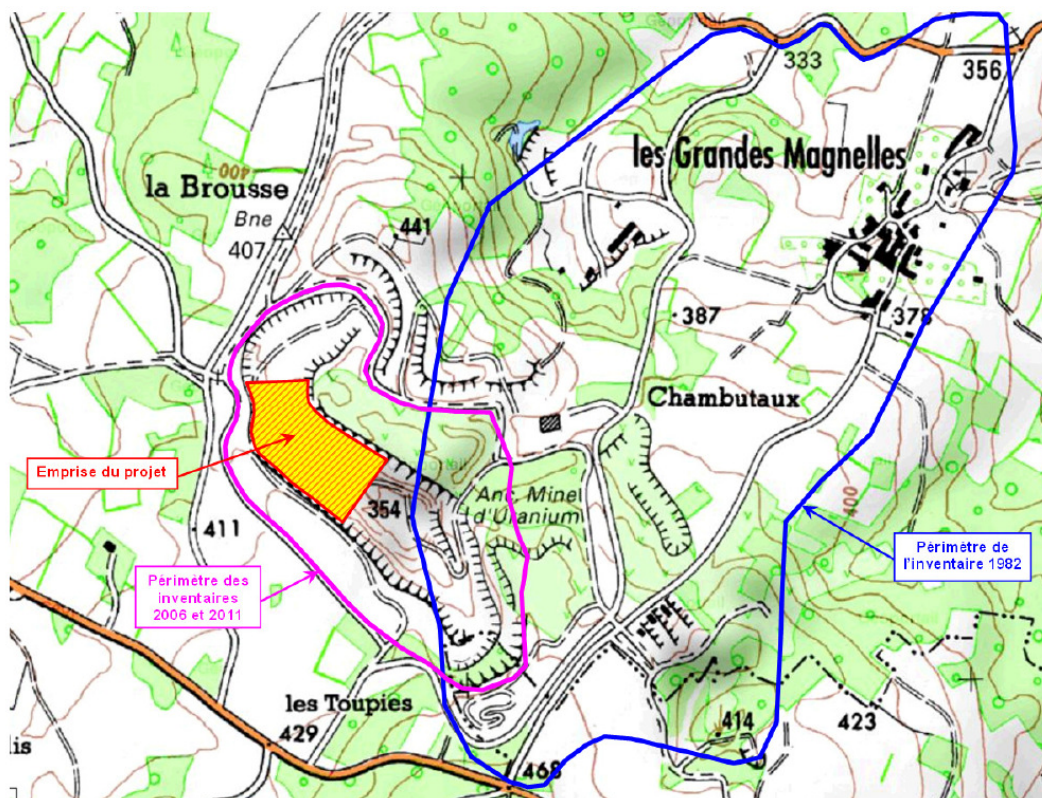 333
356
les Grandes Magnelles
la Brousse
Bne
407
400
441
387
378
Chambutaux
Emprise du projet
354
Anc. Mine
d'Uranium
400
411
Périmètre de
l'inventaire 1982
Périmètre des
inventaires
2006 et 2011
les Toupies
429
414
423
468
lis